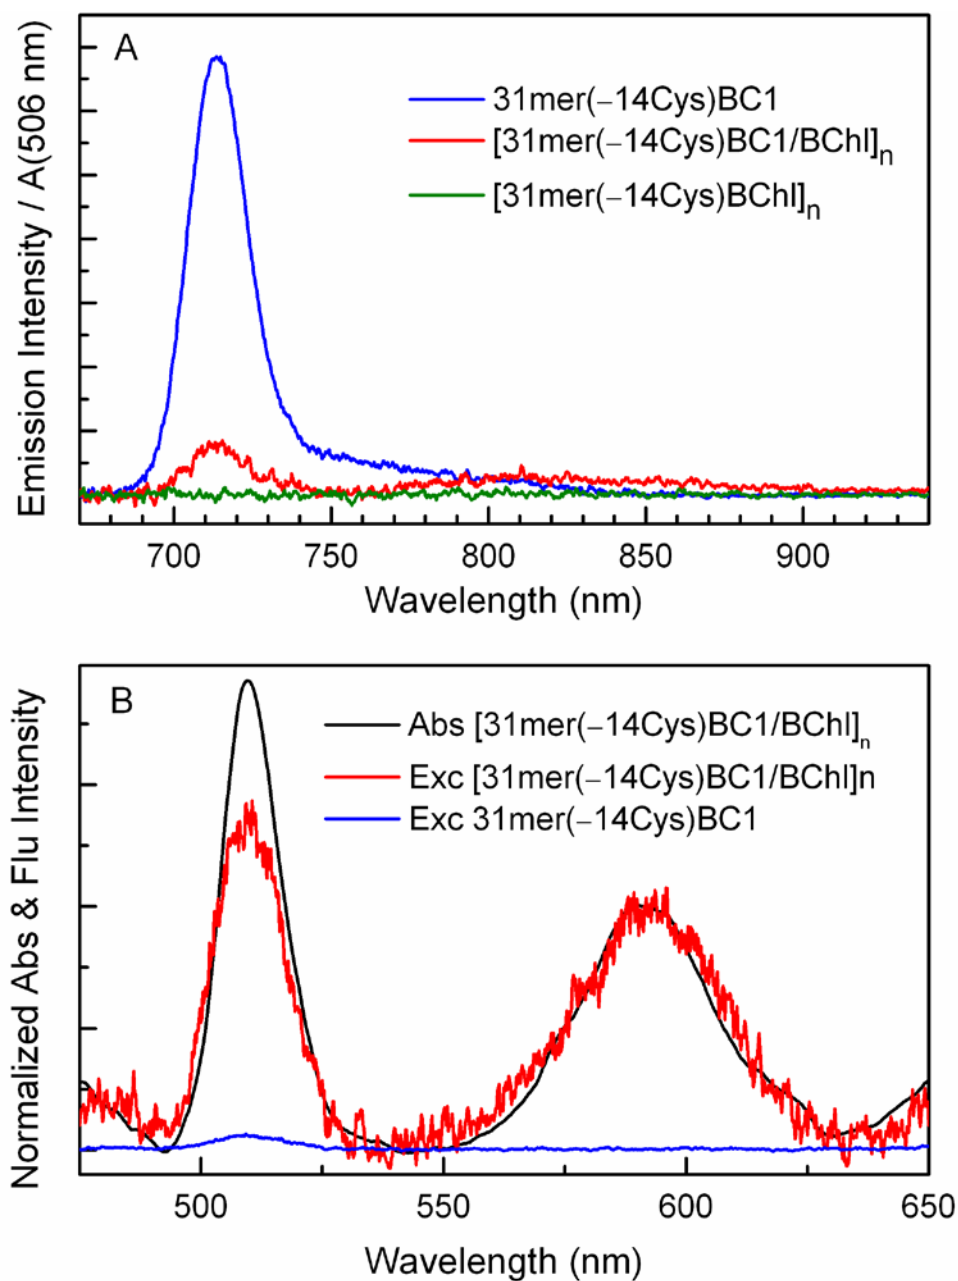 A
31mer(−14Cys)BC1
[31mer(−14Cys)BC1/BChl]n
[31mer(−14Cys)BChl]n
Emission Intensity / A(506 nm)
700 750 800 850 900
Wavelength (nm)
B
Abs [31mer(−14Cys)BC1/BChl]n
Exc [31mer(−14Cys)BC1/BChl]n
Exc 31mer(−14Cys)BC1
Normalized Abs & Flu Intensity
500 550 600 650
Wavelength (nm)